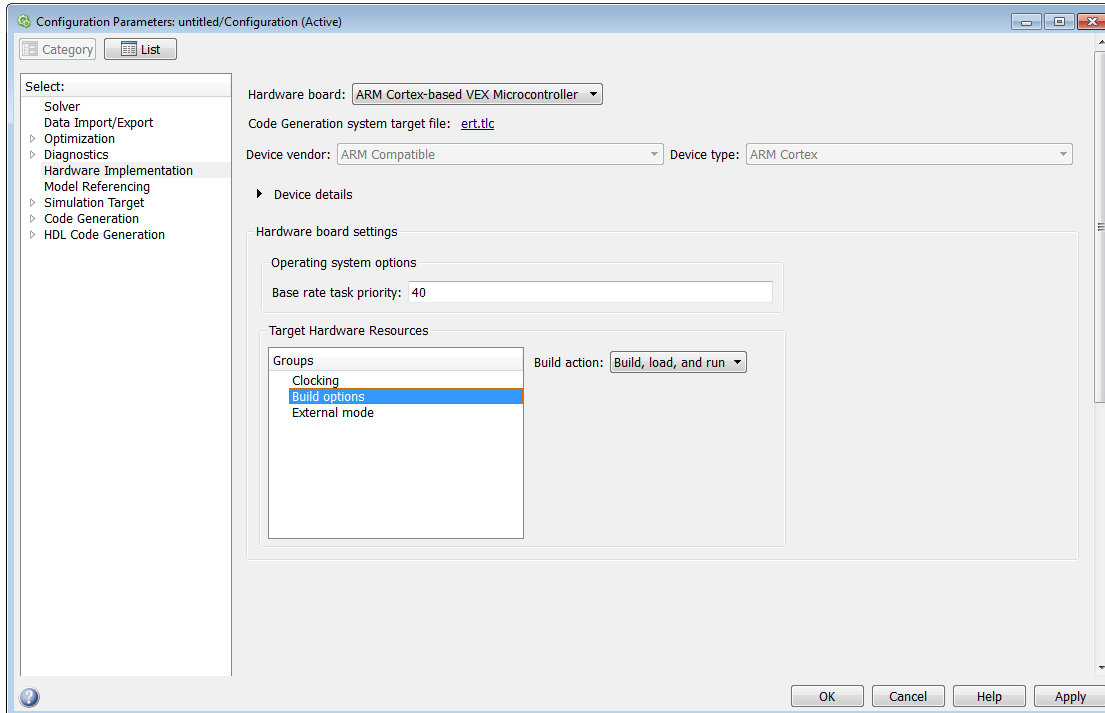 Configuration Parameters: untitled/Configuration (Active)
Category List
Select:
Solver
Data Import/Export
Optimization
Diagnostics
Hardware Implementation
Model Referencing
Simulation Target
Code Generation
HDL Code Generation
Hardware board: ARM Cortex-based VEX Microcontroller
Code Generation system target file: ert.tlc
Device vendor: ARM Compatible Device type: ARM Cortex
Device details
Hardware board settings
Operating system options
Base rate task priority: 40
Target Hardware Resources
Groups
Clocking
Build options
External mode
Build action: Build, load, and run
OK Cancel Help Apply